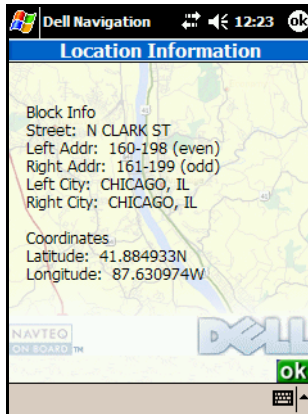 Dell Navigation 12:23 ok
Location Information
Block Info
Street: N CLARK ST
Left Addr: 160-198 (even)
Right Addr: 161-199 (odd)
Left City: CHICAGO, IL
Right City: CHICAGO, IL
Coordinates
Latitude: 41.884933N
Longitude: 87.630974W
NAVTEQ
ON BOARD TM
DELL
ok